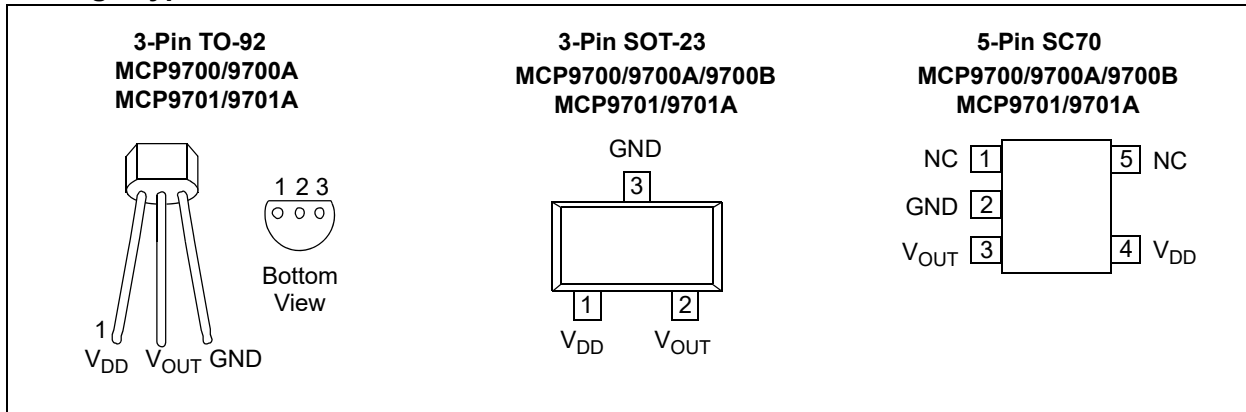 3-Pin TO-92
MCP9700/9700A
MCP9701/9701A
1 2 3
Bottom
View
1
VDD VOUT GND
3-Pin SOT-23
MCP9700/9700A/9700B
MCP9701/9701A
GND
3
1 2
VDD VOUT
5-Pin SC70
MCP9700/9700A/9700B
MCP9701/9701A
NC 1 5 NC
GND 2
VOUT 3 4 VDD